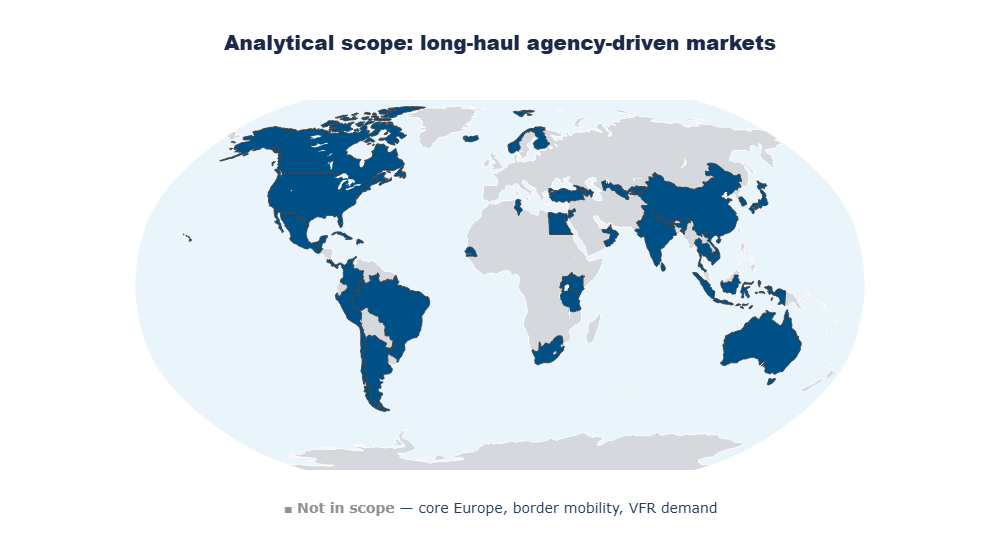 Analytical scope: long-haul agency-driven markets
■ Not in scope — core Europe, border mobility, VFR demand